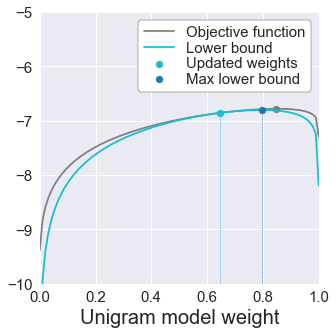 −5
−6
−7
−8
−9
−10
Objective function
Lower bound
Updated weights
Max lower bound
0.0 0.2 0.4 0.6 0.8 1.0
Unigram model weight